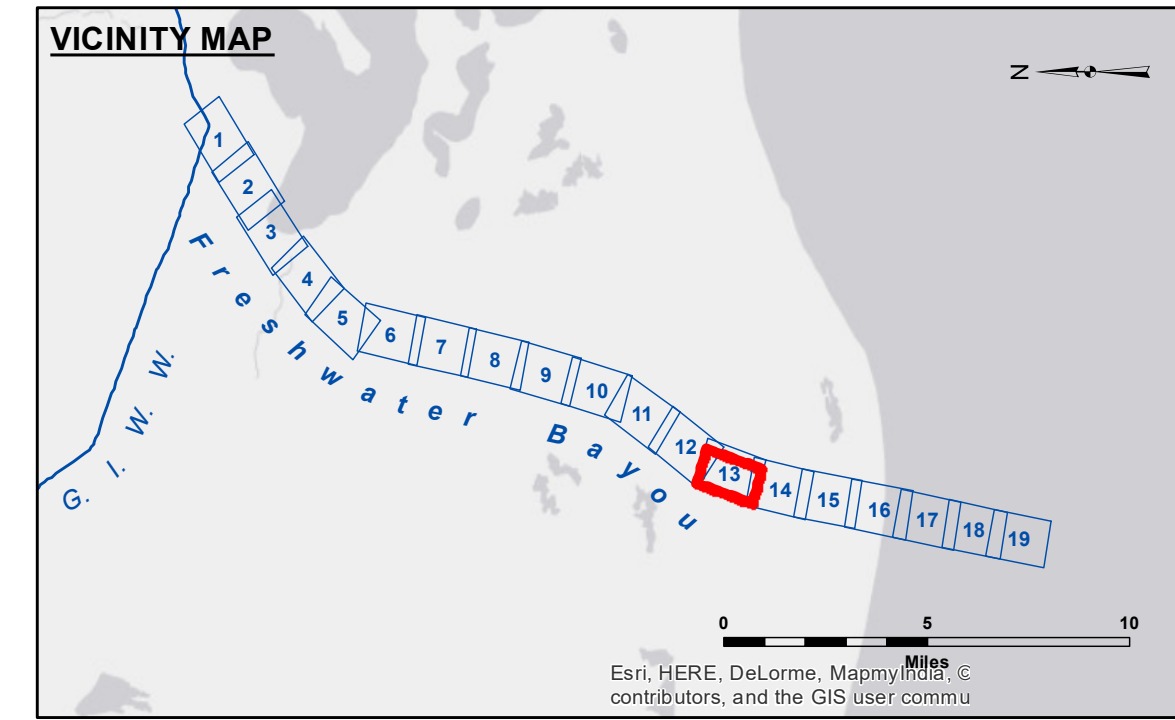 VICINITY MAP
N
1
2
3
4
5
6
7
8
9
10
11
12
13
14
15
16
17
18
19
Freshwater Bayou
G. I. W. W.
0 5 10
Miles
Esri, HERE, DeLorme, MapmyIndia, ©
contributors, and the GIS user commu